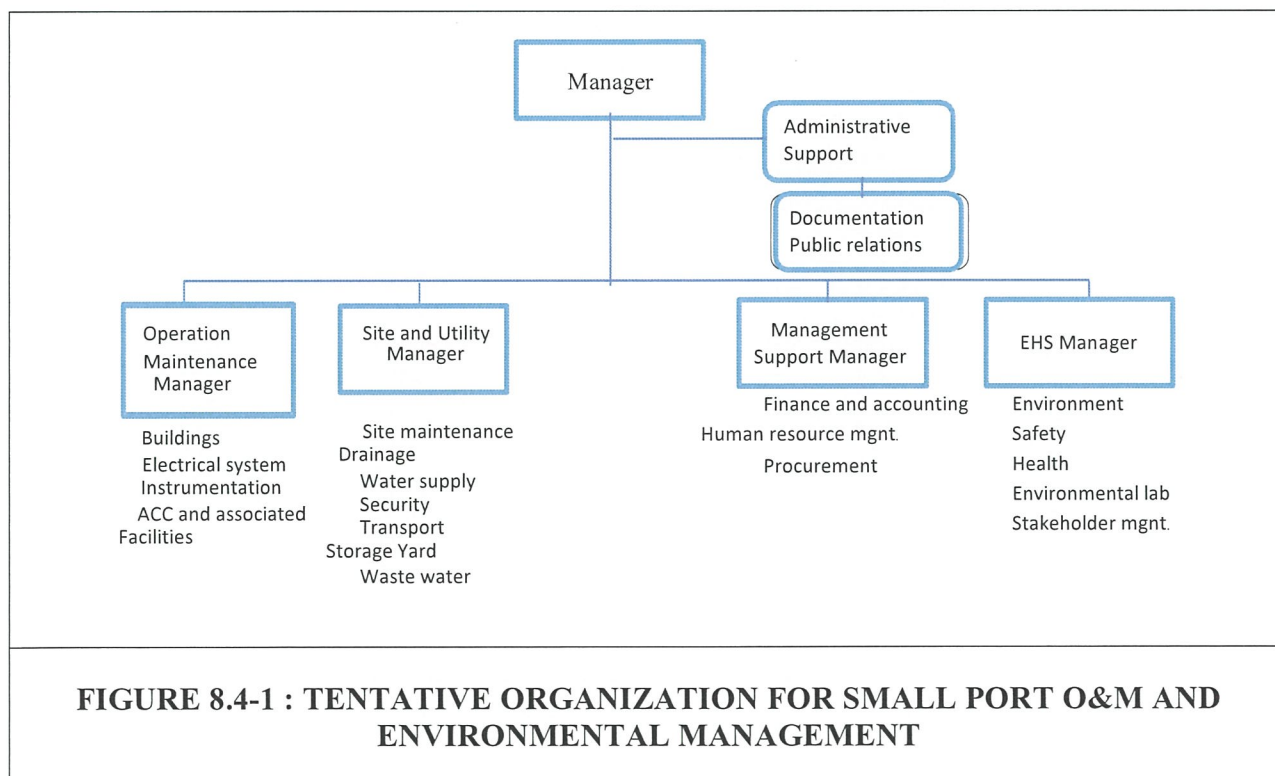 Manager
Administrative
Support
Documentation
Public relations
Operation
Maintenance
Manager
Site and Utility
Manager
Management
Support Manager
EHS Manager
Buildings
Electrical system
Instrumentation
ACC and associated
Facilities
Site maintenance
Drainage
Water supply
Security
Transport
Storage Yard
Waste water
Finance and accounting
Human resource mgnt.
Procurement
Environment
Safety
Health
Environmental lab
Stakeholder mgnt.
FIGURE 8.4-1 : TENTATIVE ORGANIZATION FOR SMALL PORT O&M AND
ENVIRONMENTAL MANAGEMENT